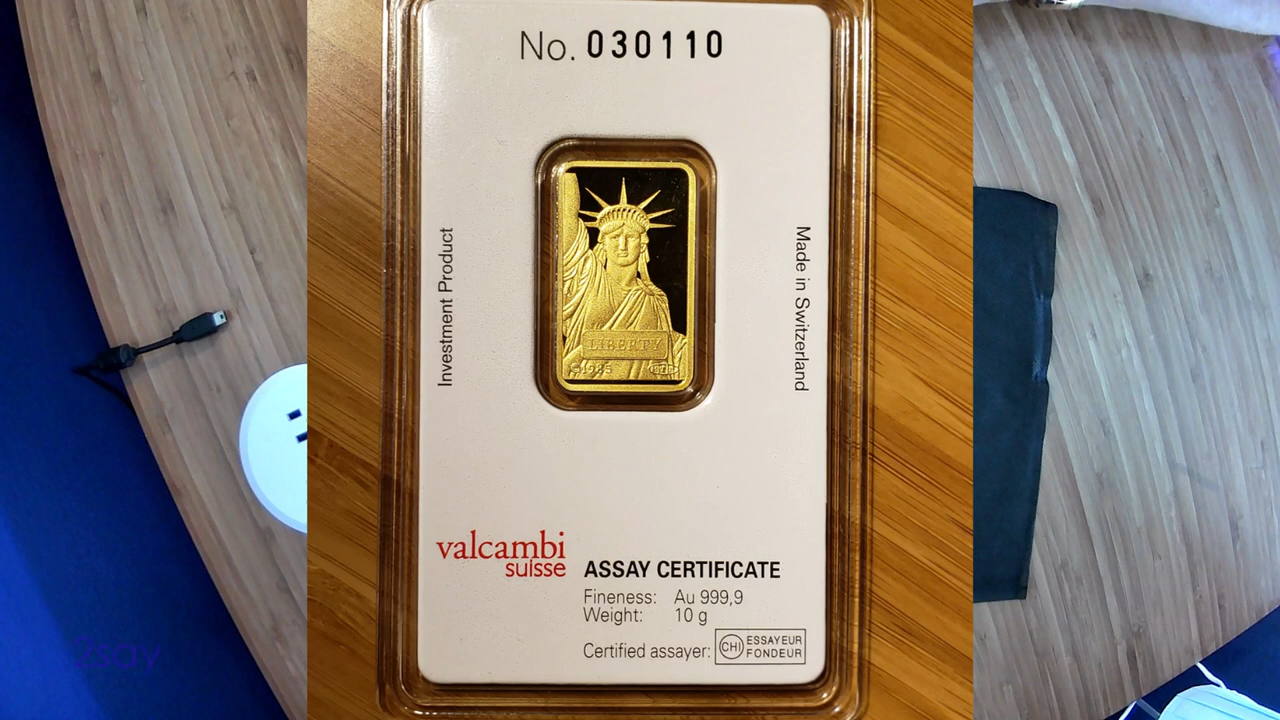 No. 030110
Investment Product
Made in Switzerland
LIBERTY
©1985
valcambi
suisse
ASSAY CERTIFICATE
Fineness: Au 999,9
Weight: 10 g
Certified assayer:
CHI
ESSAYEUR
FONDEUR